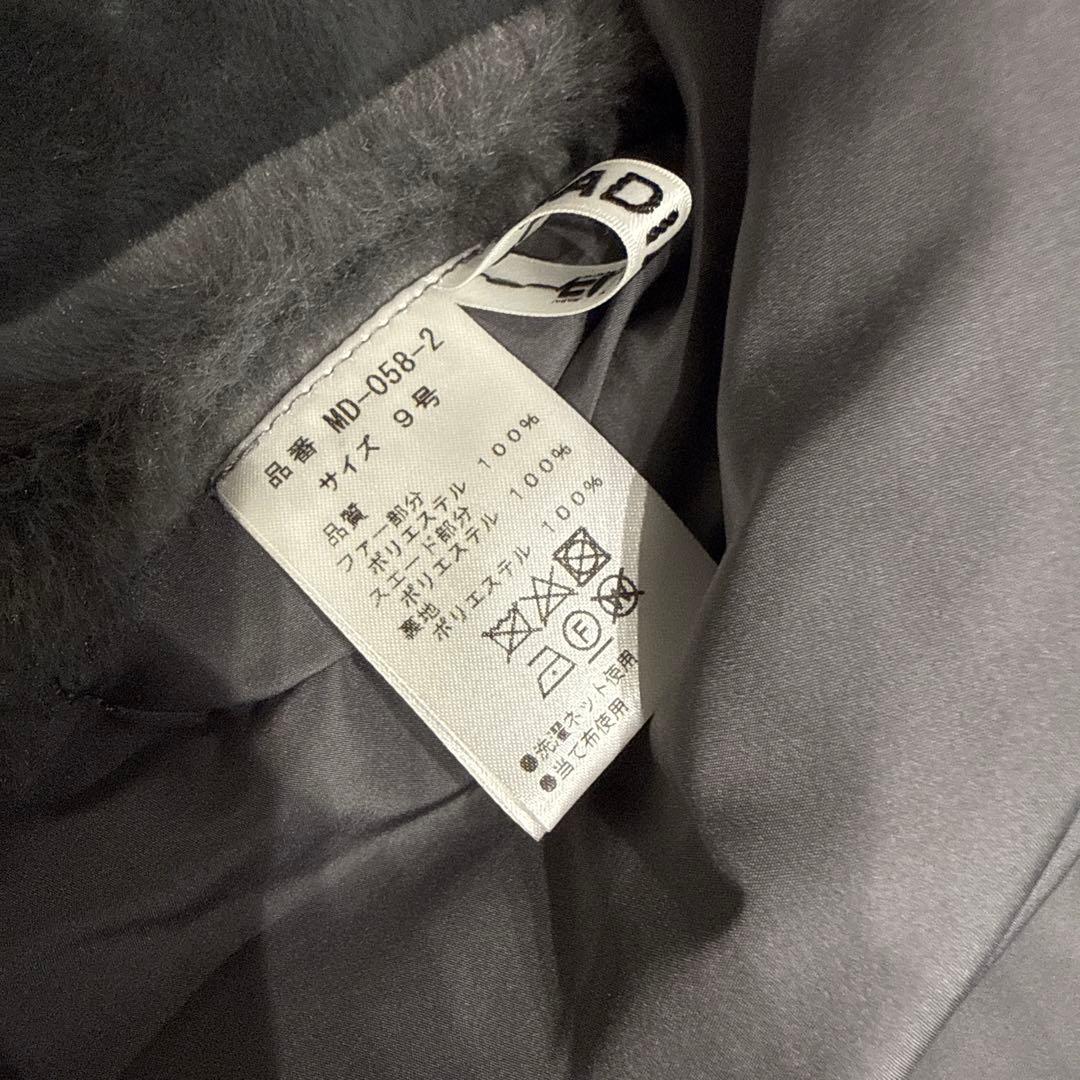 AD
品番 MD-058-2
サイズ 9号
品質
ファー部分
ポリエステル 100%
スエード部分
ポリエステル 100%
裏地
ポリエステル 100%
F
W
●洗濯ネット使用
●当て布使用